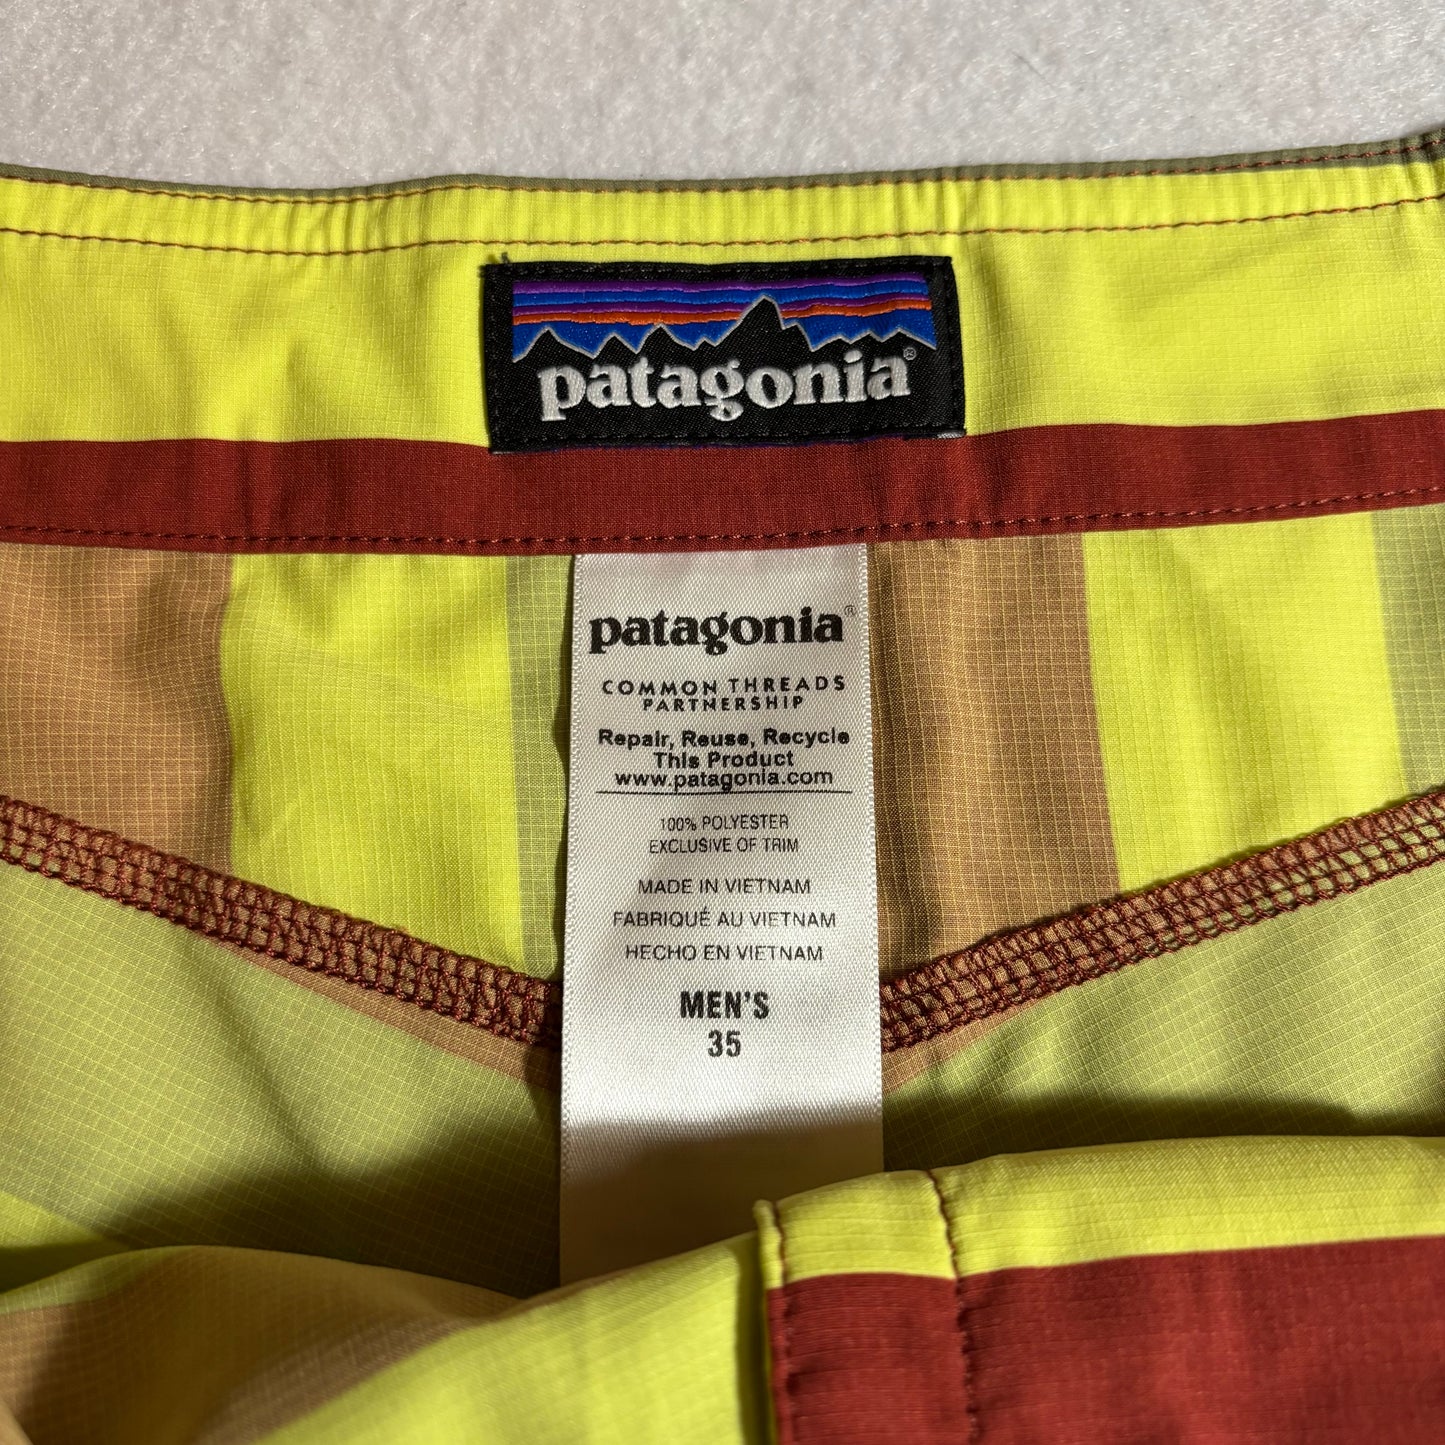 patagonia®
patagonia®
COMMON THREADS
PARTNERSHIP
Repair, Reuse, Recycle
This Product
www.patagonia.com
100% POLYESTER
EXCLUSIVE OF TRIM
MADE IN VIETNAM
FABRIQUÉ AU VIETNAM
HECHO EN VIETNAM
MEN'S
35